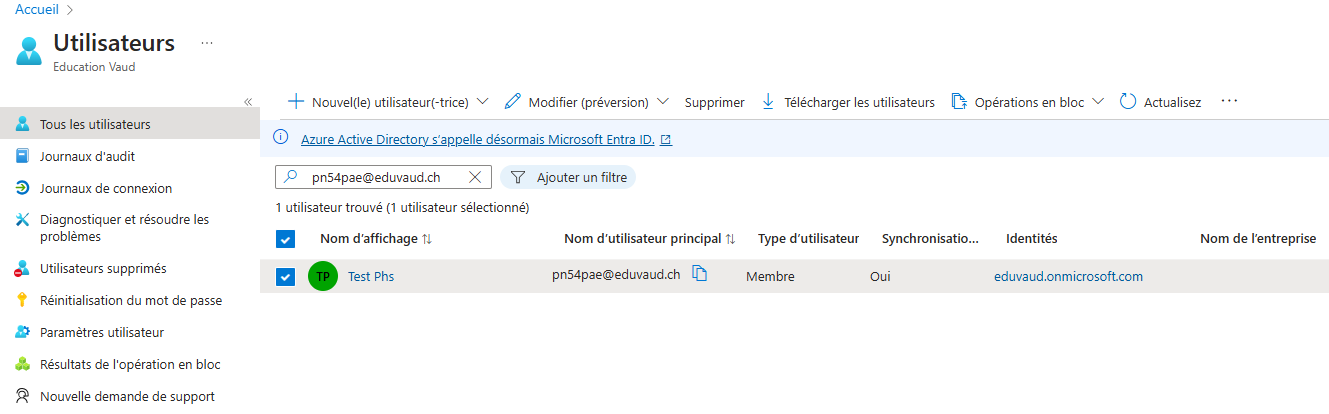 Accueil
Utilisateurs
...
Education Vaud
«
Nouvel(le) utilisateur(-trice) Modifier (préversion) Supprimer Télécharger les utilisateurs Opérations en bloc Actualisez ...
Tous les utilisateurs
Journaux d'audit
Journaux de connexion
Diagnostiquer et résoudre les
problèmes
Utilisateurs supprimés
Réinitialisation du mot de passe
Paramètres utilisateur
Résultats de l'opération en bloc
Nouvelle demande de support
Azure Active Directory s'appelle désormais Microsoft Entra ID.
pn54pae@eduvaud.ch Ajouter un filtre
1 utilisateur trouvé (1 utilisateur sélectionné)
Nom d'affichage Nom d'utilisateur principal Type d'utilisateur Synchronisatio... Identités Nom de l'entreprise
TP Test Phs pn54pae@eduvaud.ch Membre Oui eduvaud.onmicrosoft.com